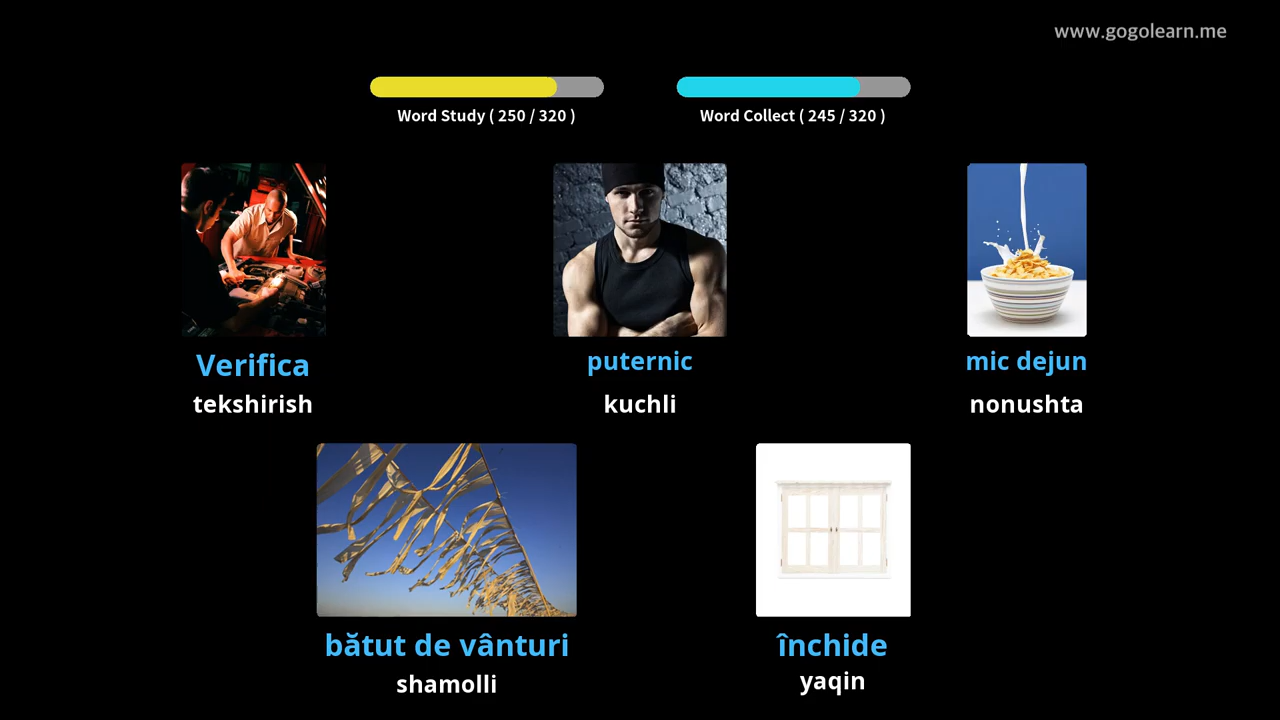 www.gogolearn.me
Word Study ( 250 / 320 )
Word Collect ( 245 / 320 )
Verifica
tekshirish
puternic
kuchli
mic dejun
nonushta
bătut de vânturi
shamolli
închide
yaqin